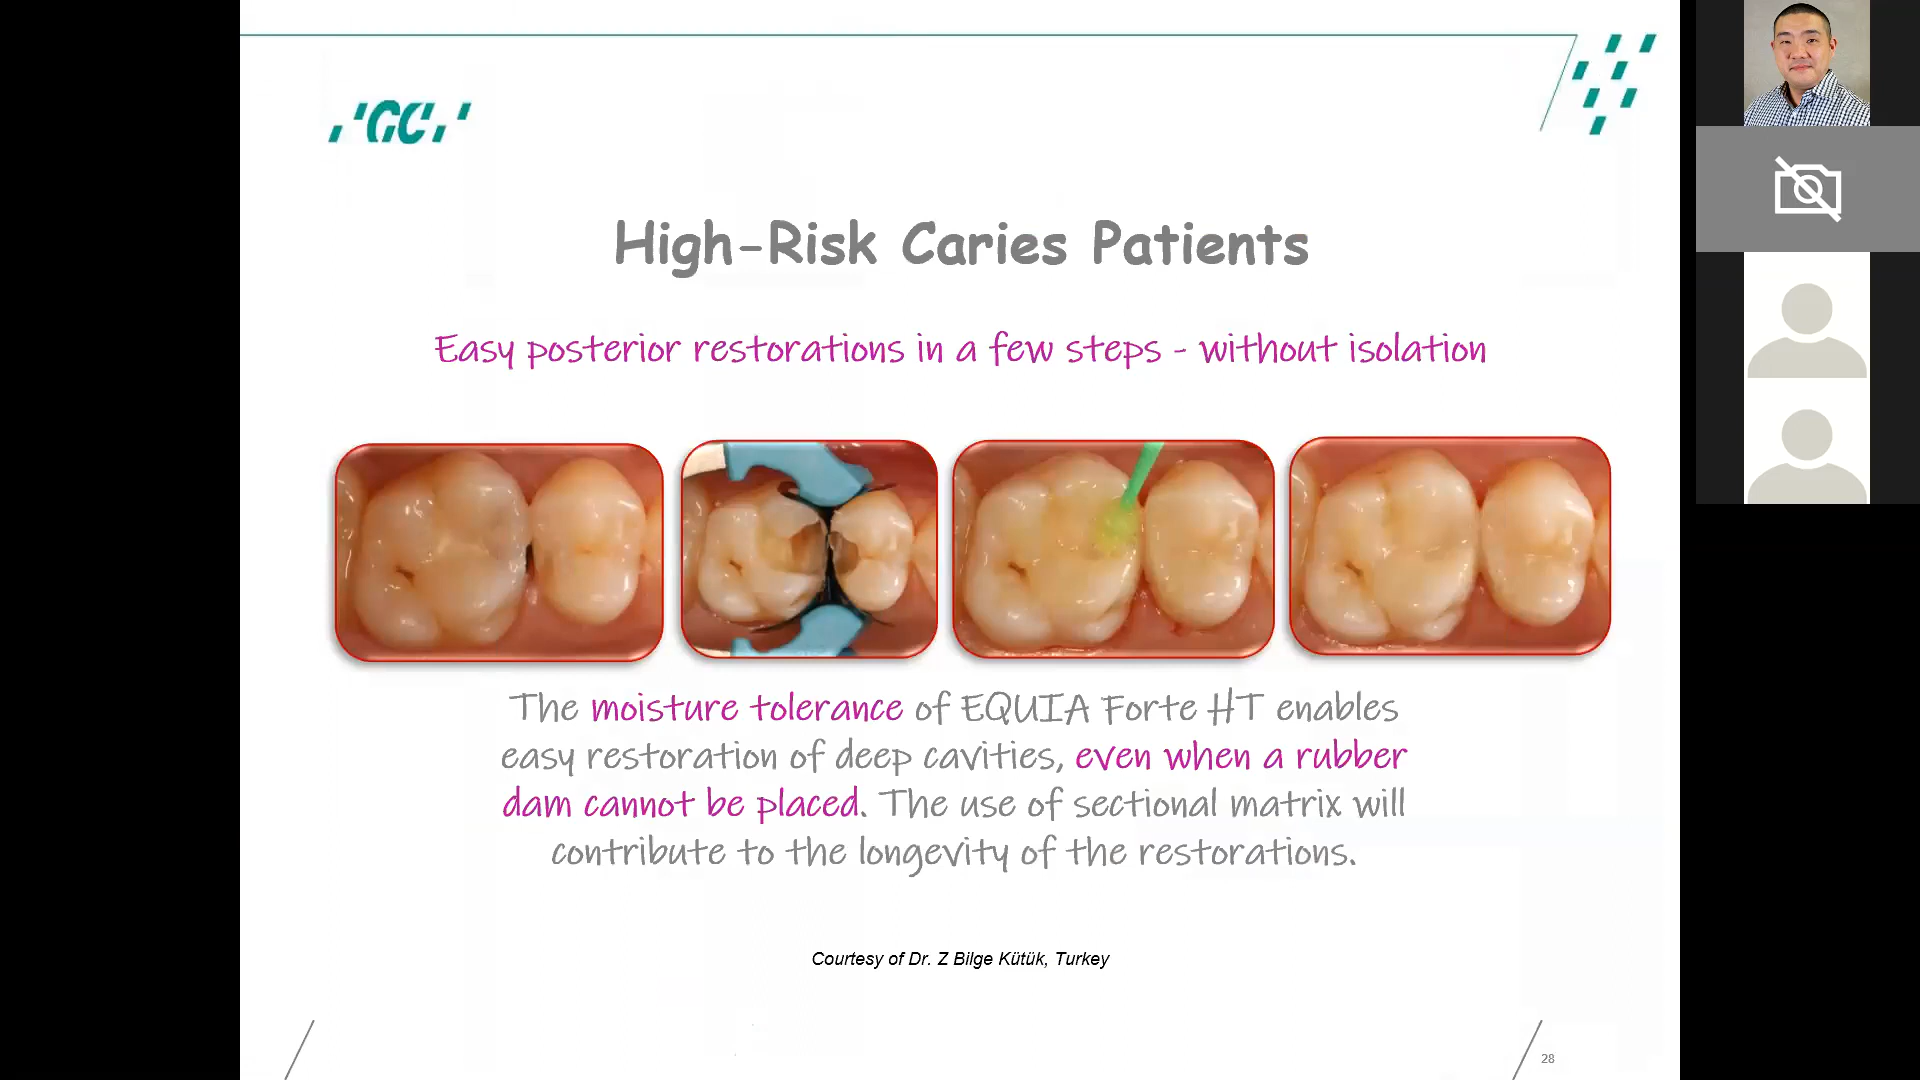 GC
High-Risk Caries Patients
Easy posterior restorations in a few steps - without isolation
The moisture tolerance of EQUIA Forte HT enables
easy restoration of deep cavities, even when a rubber
dam cannot be placed. The use of sectional matrix will
contribute to the longevity of the restorations.
Courtesy of Dr. Z Bilge Kütük, Turkey
28